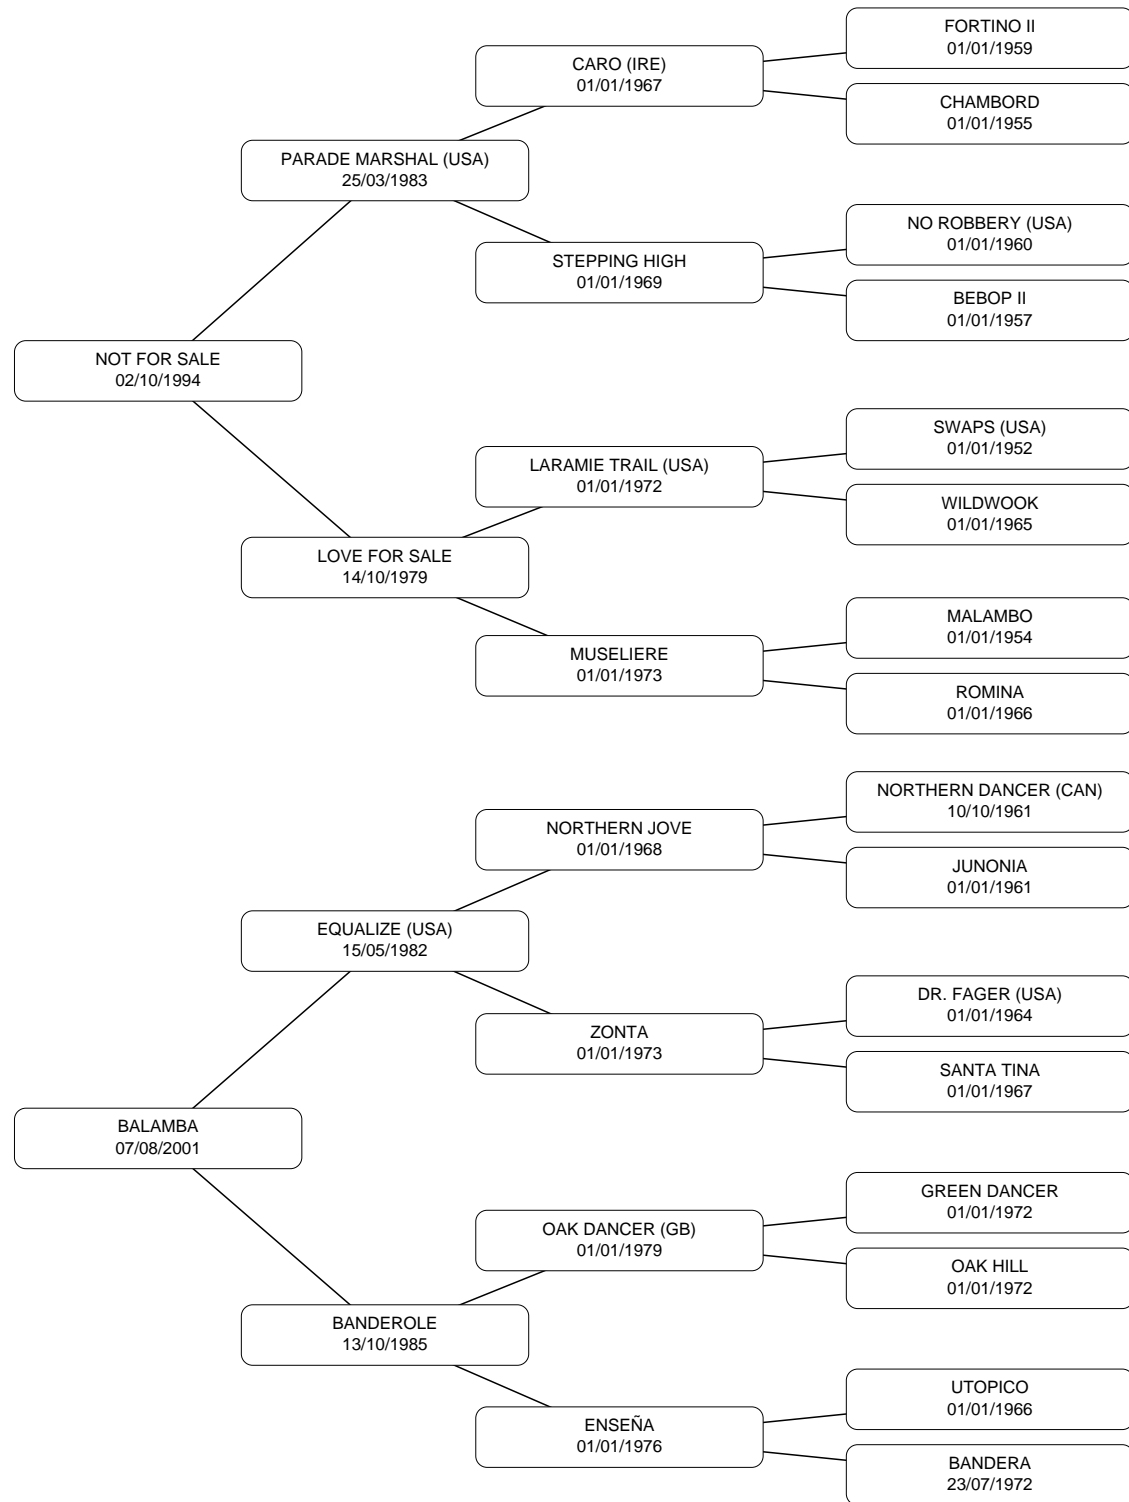 FORTINO II
01/01/1959
CARO (IRE)
01/01/1967
CHAMBORD
01/01/1955
PARADE MARSHAL (USA)
25/03/1983
NO ROBBERY (USA)
01/01/1960
STEPPING HIGH
01/01/1969
BEBOP II
01/01/1957
NOT FOR SALE
02/10/1994
SWAPS (USA)
01/01/1952
LARAMIE TRAIL (USA)
01/01/1972
WILDWOOK
01/01/1965
LOVE FOR SALE
14/10/1979
MALAMBO
01/01/1954
MUSELIERE
01/01/1973
ROMINA
01/01/1966
NORTHERN DANCER (CAN)
10/10/1961
NORTHERN JOVE
01/01/1968
JUNONIA
01/01/1961
EQUALIZE (USA)
15/05/1982
DR. FAGER (USA)
01/01/1964
ZONTA
01/01/1973
SANTA TINA
01/01/1967
BALAMBA
07/08/2001
GREEN DANCER
01/01/1972
OAK DANCER (GB)
01/01/1979
OAK HILL
01/01/1972
BANDEROLE
13/10/1985
UTOPICO
01/01/1966
ENSEÑA
01/01/1976
BANDERA
23/07/1972